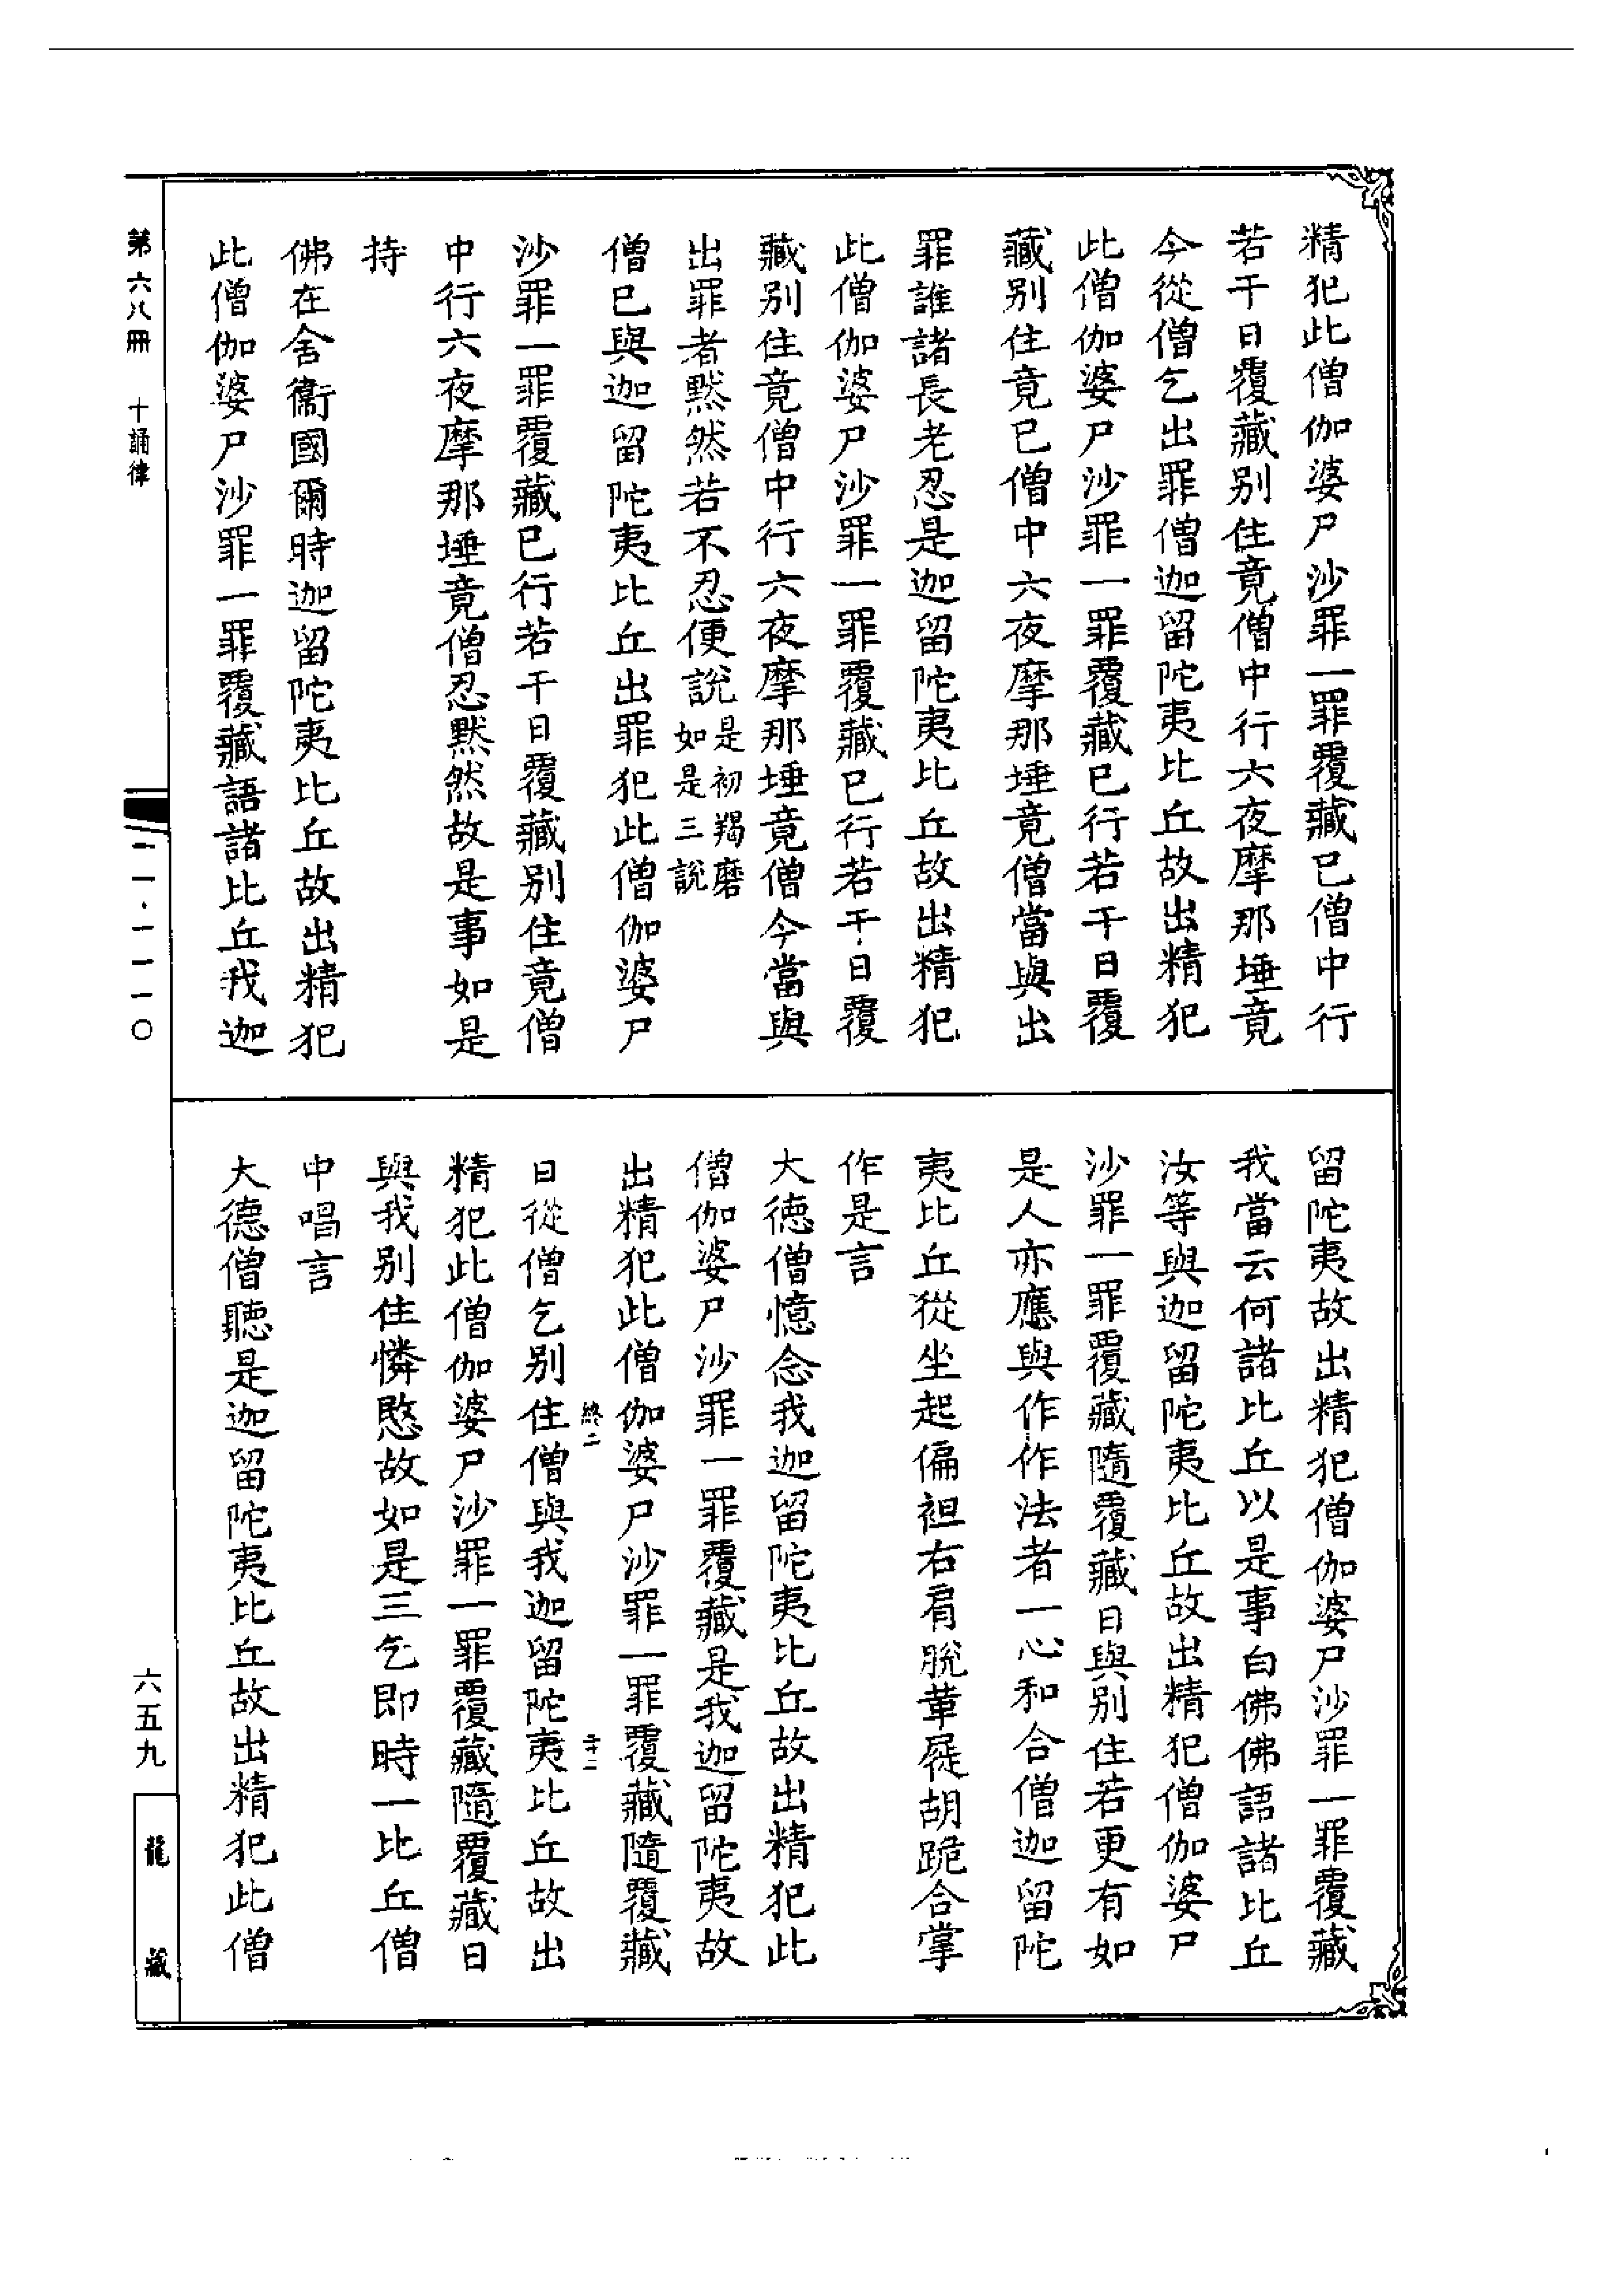 精犯此僧伽婆尸沙罪一罪覆藏已僧中行
若干日覆藏別住竟僧中行六夜摩那埵竟
今從僧乞出罪僧迦留陀夷比丘故出精犯
此僧伽婆尸沙罪一罪覆藏已行若干日覆
藏別住竟已僧中六夜摩那埵竟僧當與出
罪誰諸長老忍是迦留陀夷比丘故出精犯
此僧伽婆尸沙罪一罪覆藏已行若干日覆
藏別住竟僧中行六夜摩那埵竟僧今當與
出罪者默然若不忍便說是初羯磨如是三說
僧已與迦留陀夷比丘出罪犯此僧伽婆尸
沙罪一罪覆藏已行若干日覆藏別住竟僧
中行六夜摩那埵竟僧忍默然故是事如是
持
佛在舍衞國爾時迦留陀夷比丘故出精犯
此僧伽婆尸沙罪一罪覆藏語諸比丘我迦
留陀夷故出精犯僧伽婆尸沙罪一罪覆藏
我當云何諸比丘以是事白佛佛語諸比丘
汝等與迦留陀夷比丘故出精犯僧伽婆尸
沙罪一罪覆藏隨覆藏日與別住若更有如
是人亦應與作作法者一心和合僧迦留陀
夷比丘從坐起偏袒右肩脫革屣胡跪合掌
作是言
大德僧憶念我迦留陀夷比丘故出精犯此
僧伽婆尸沙罪一罪覆藏是我迦留陀夷故
出精犯此僧伽婆尸沙罪一罪覆藏隨覆藏
終二 二十二
日從僧乞別住僧與我迦留陀夷比丘故出
精犯此僧伽婆尸沙罪一罪覆藏隨覆藏日
與我別住憐愍故如是三乞即時一比丘僧
中唱言
大德僧聽是迦留陀夷比丘故出精犯此僧
第六八冊 十誦律
一一·一一一〇
六五九
龍藏